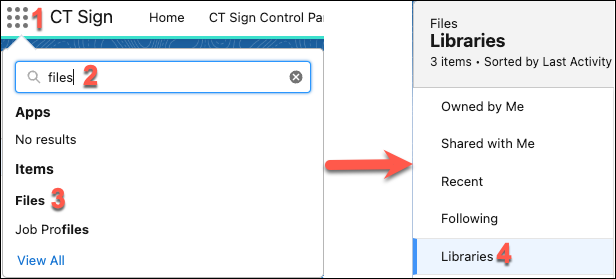 1 CT Sign Home CT Sign Control Par
files 2
Apps
No results
Items
Files 3
Job Profiles
View All
Files
Libraries
3 items • Sorted by Last Activity
Owned by Me
Shared with Me
Recent
Following
Libraries 4